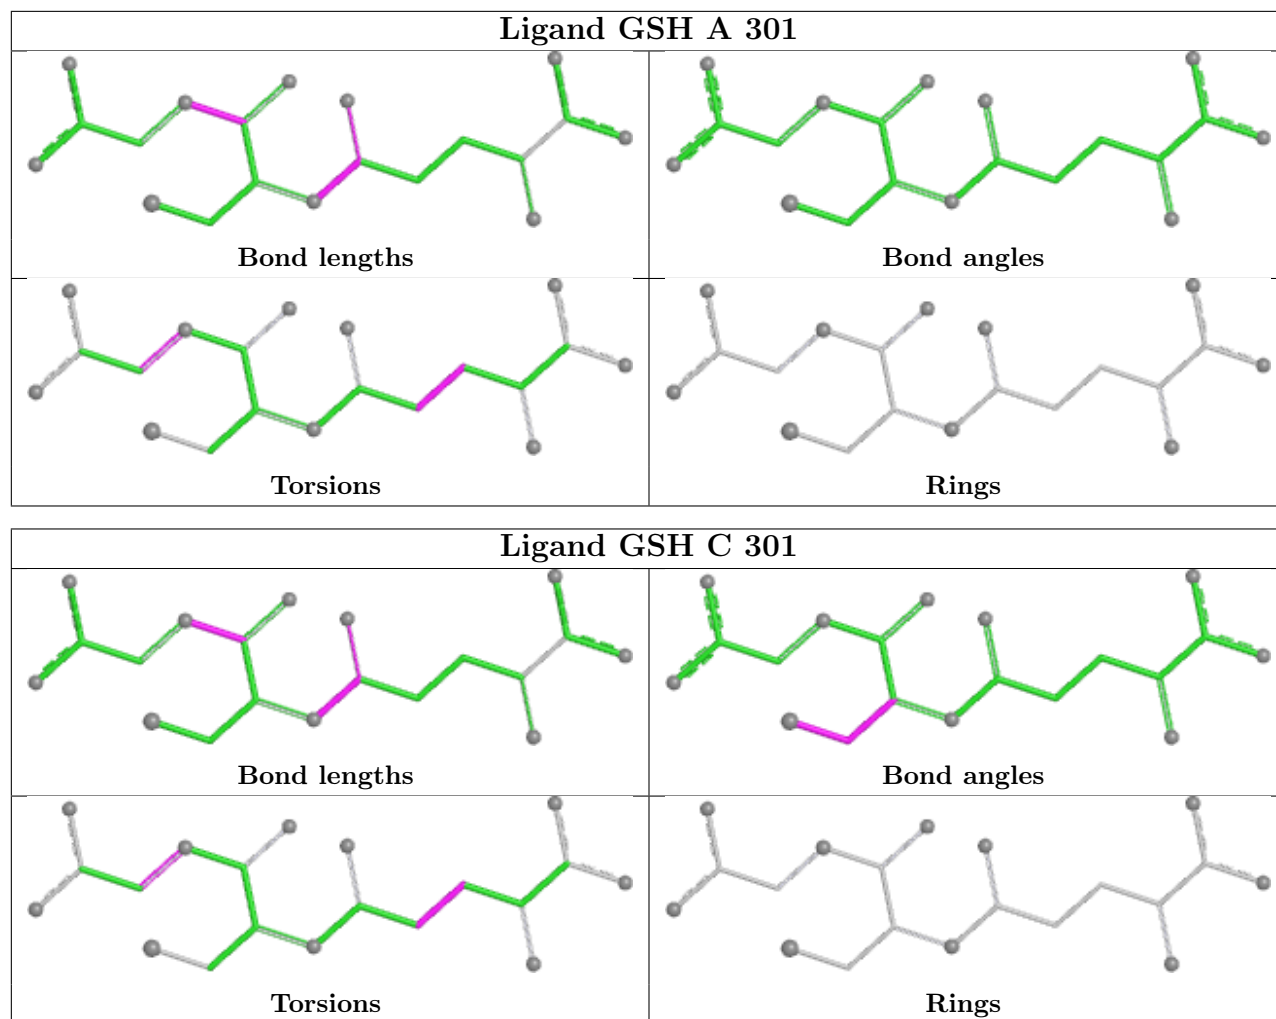 Ligand GSH A 301
Bond lengths
Bond angles
Torsions
Rings
Ligand GSH C 301
Bond lengths
Bond angles
Torsions
Rings